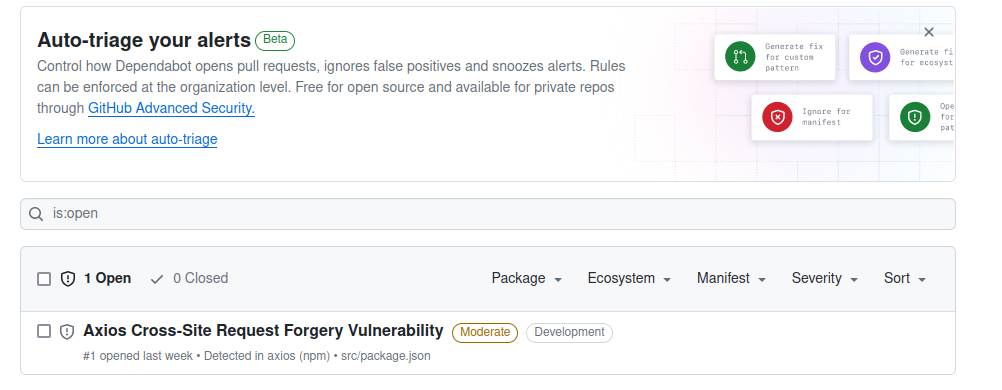 Auto-triage your alerts Beta
Control how Dependabot opens pull requests, ignores false positives and snoozes alerts. Rules
can be enforced at the organization level. Free for open source and available for private repos
through GitHub Advanced Security.
Learn more about auto-triage
Generate fix
for custom
pattern
Generate fi
for ecosyst
Ignore for
manifest
Ope
for
pat
is:open
1 Open 0 Closed Package Ecosystem Manifest Severity Sort
Axios Cross-Site Request Forgery Vulnerability Moderate Development
#1 opened last week • Detected in axios (npm) • src/package.json